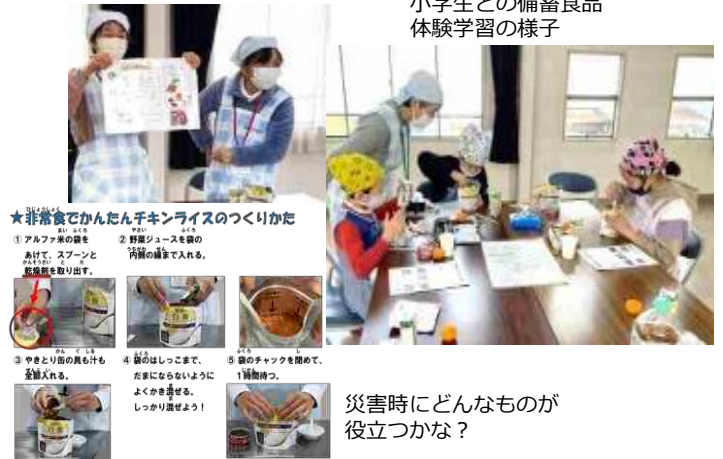 小学生との備蓄食品
体験学習の様子
★非常食でかんたんチキンライスのつくりかた
① アルファ米の袋を
あけて、スプーンと
乾燥剤を取り出す。
② 野菜ジュースを袋の
内側の線まで入れる。
③ やきとり缶の具も汁も
全部入れる。
④ 袋のはしっこまで、
だまにならないように
よくかき混ぜる。
しっかり混ぜよう！
⑤ 袋のチャックを閉めて、
1時間待つ。
災害時にどんなものが
役立つかな？